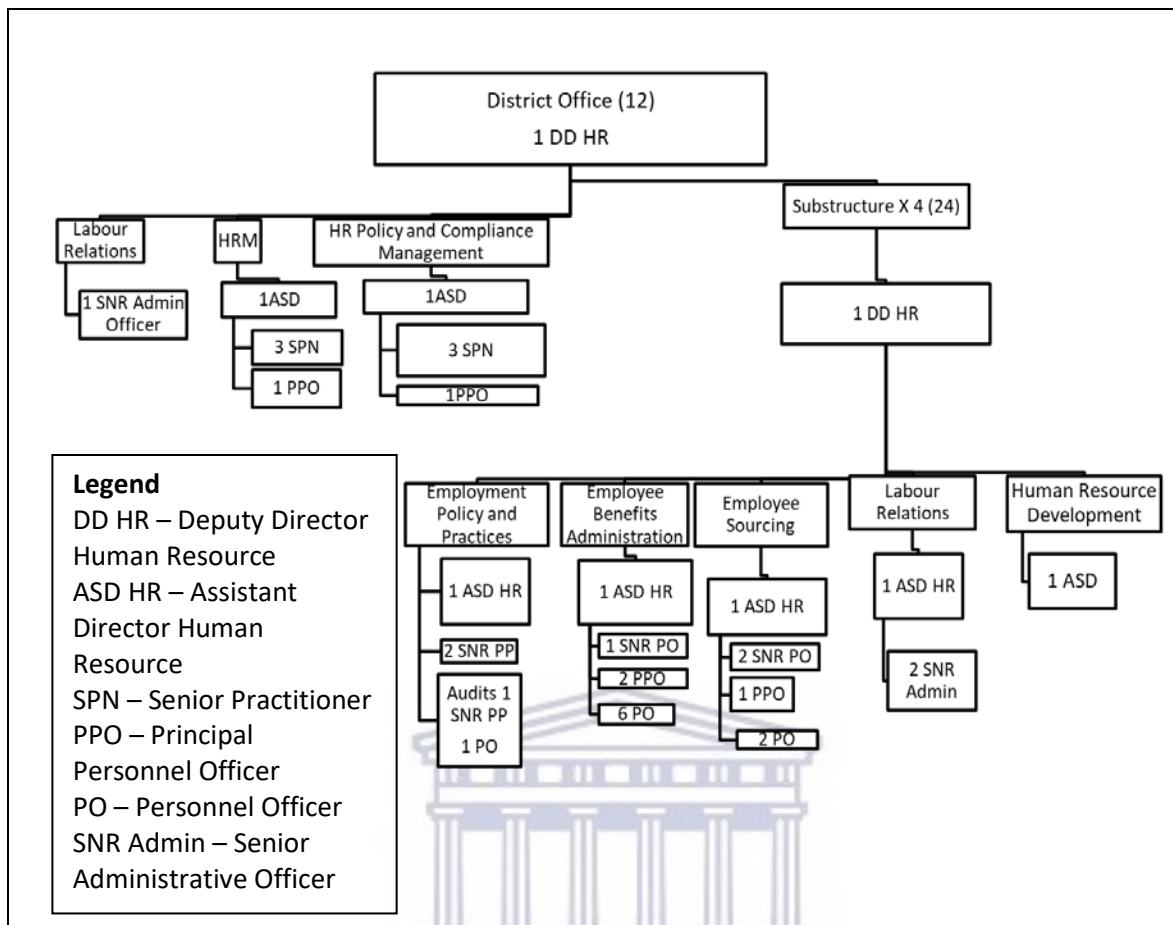 District Office (12)
1 DD HR
Substructure X 4 (24)
1 DD HR
Labour
Relations
1 SNR Admin
Officer
HRM
1ASD
3 SPN
1 PPO
HR Policy and Compliance
Management
1ASD
3 SPN
1PPO
Employment
Policy and
Practices
1 ASD HR
2 SNR PP
Audits 1
SNR PP
1 PO
Employee
Benefits
Administration
1 ASD HR
1 SNR PO
2 PPO
6 PO
Employee
Sourcing
1 ASD HR
2 SNR PO
1 PPO
2 PO
Labour
Relations
1 ASD HR
2 SNR
Admin
Human Resource
Development
1 ASD
Legend
DD HR – Deputy Director
Human Resource
ASD HR – Assistant
Director Human
Resource
SPN – Senior Practitioner
PPO – Principal
Personnel Officer
PO – Personnel Officer
SNR Admin – Senior
Administrative Officer